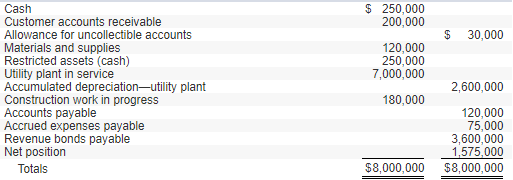 Cash $ 250,000
Customer accounts receivable 200,000
Allowance for uncollectible accounts $ 30,000
Materials and supplies 120,000
Restricted assets (cash) 250,000
Utility plant in service 7,000,000
Accumulated depreciation—utility plant 2,600,000
Construction work in progress 180,000
Accounts payable 120,000
Accrued expenses payable 75,000
Revenue bonds payable 3,600,000
Net position 1,575,000
Totals $8,000,000 $8,000,000